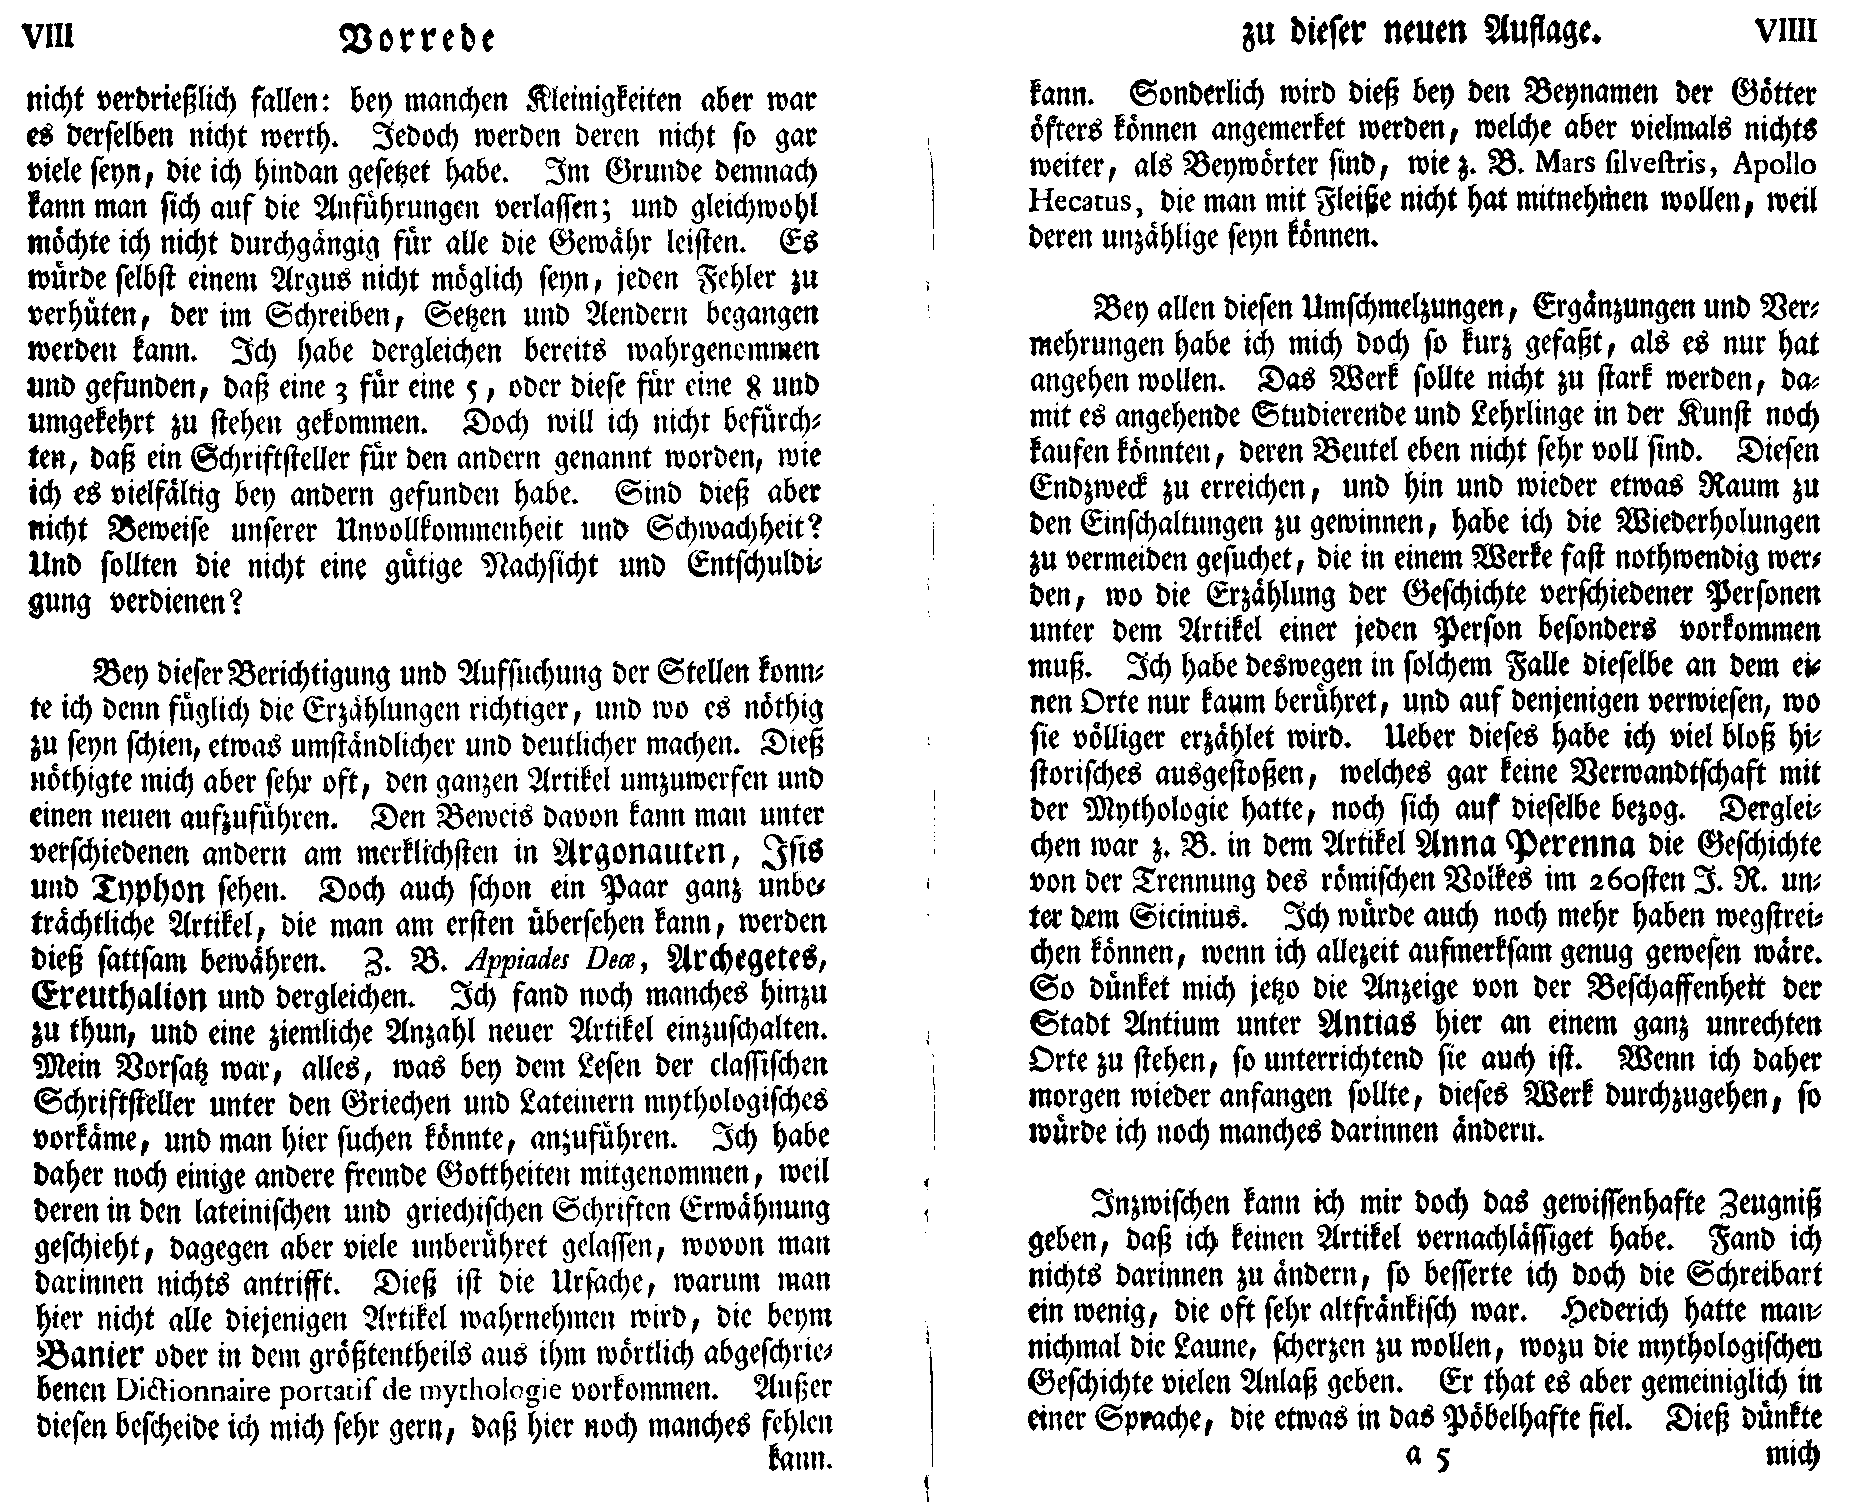 VIII Vorrede
nicht verdrießlich fallen: bey manchen Kleinigkeiten aber war
es derselben nicht werth. Jedoch werden deren nicht so gar
viele seyn, die ich hindan gesetzet habe. Im Grunde demnach
kann man sich auf die Anführungen verlassen; und gleichwohl
möchte ich nicht durchgängig für alle die Gewähr leisten. Es
würde selbst einem Argus nicht möglich seyn, jeden Fehler zu
verhüten, der im Schreiben, Setzen und Aendern begangen
werden kann. Ich habe dergleichen bereits wahrgenommen
und gefunden, daß eine 3 für eine 5, oder diese für eine 8 und
umgekehrt zu stehen gekommen. Doch will ich nicht befürch-
ten, daß ein Schriftsteller für den andern genannt worden, wie
ich es vielfältig bey andern gefunden habe. Sind dieß aber
nicht Beweise unserer Unvollkommenheit und Schwachheit?
Und sollten die nicht eine gütige Nachsicht und Entschuldi-
gung verdienen?
Bey dieser Berichtigung und Aufsuchung der Stellen konn-
te ich denn füglich die Erzählungen richtiger, und wo es nöthig
zu seyn schien, etwas umständlicher und deutlicher machen. Dieß
nöthigte mich aber sehr oft, den ganzen Artikel umzuwerfen und
einen neuen aufzuführen. Den Beweis davon kann man unter
verschiedenen andern am merklichsten in Argonauten, Isis
und Typhon sehen. Doch auch schon ein Paar ganz unbe-
trächtliche Artikel, die man am ersten übersehen kann, werden
dieß sattsam bewähren. Z. B. Appiades Deæ, Archegetes,
Ereuthalion und dergleichen. Ich fand noch manches hinzu
zu thun, und eine ziemliche Anzahl neuer Artikel einzuschalten.
Mein Vorsatz war, alles, was bey dem Lesen der classischen
Schriftsteller unter den Griechen und Lateinern mythologisches
vorkäme, und man hier suchen könnte, anzuführen. Ich habe
daher noch einige andere fremde Gottheiten mitgenommen, weil
deren in den lateinischen und griechischen Schriften Erwähnung
geschieht, dagegen aber viele unberühret gelassen, wovon man
darinnen nichts antrifft. Dieß ist die Ursache, warum man
hier nicht alle diejenigen Artikel wahrnehmen wird, die beym
Banier oder in dem größtentheils aus ihm wörtlich abgeschrie-
benen Dictionnaire portatif de mythologie vorkommen. Außer
diesen bescheide ich mich sehr gern, daß hier noch manches fehlen
kann.
zu dieser neuen Auflage. VIIII
kann. Sonderlich wird dieß bey den Beynamen der Götter
öfters können angemerket werden, welche aber vielmals nichts
weiter, als Beywörter sind, wie z. B. Mars silvestris, Apollo
Hecatus, die man mit Fleiße nicht hat mitnehmen wollen, weil
deren unzählige seyn können.
Bey allen diesen Umschmelzungen, Ergänzungen und Ver-
mehrungen habe ich mich doch so kurz gefaßt, als es nur hat
angehen wollen. Das Werk sollte nicht zu stark werden, da-
mit es angehende Studierende und Lehrlinge in der Kunst noch
kaufen könnten, deren Beutel eben nicht sehr voll sind. Diesen
Endzweck zu erreichen, und hin und wieder etwas Raum zu
den Einschaltungen zu gewinnen, habe ich die Wiederholungen
zu vermeiden gesuchet, die in einem Werke fast nothwendig wer-
den, wo die Erzählung der Geschichte verschiedener Personen
unter dem Artikel einer jeden Person besonders vorkommen
muß. Ich habe deswegen in solchem Falle dieselbe an dem ei-
nen Orte nur kaum berühret, und auf denjenigen verwiesen, wo
sie völliger erzählet wird. Ueber dieses habe ich viel bloß hi-
storisches ausgestoßen, welches gar keine Verwandtschaft mit
der Mythologie hatte, noch sich auf dieselbe bezog. Derglei-
chen war z. B. in dem Artikel Anna Perenna die Geschichte
von der Trennung des römischen Volkes im 260sten J. R. un-
ter dem Sicinius. Ich würde auch noch mehr haben wegstrei-
chen können, wenn ich allezeit aufmerksam genug gewesen wäre.
So dünket mich jetzo die Anzeige von der Beschaffenheit der
Stadt Antium unter Antias hier an einem ganz unrechten
Orte zu stehen, so unterrichtend sie auch ist. Wenn ich daher
morgen wieder anfangen sollte, dieses Werk durchzugehen, so
würde ich noch manches darinnen ändern.
Inzwischen kann ich mir doch das gewissenhafte Zeugniß
geben, daß ich keinen Artikel vernachlässiget habe. Fand ich
nichts darinnen zu ändern, so besserte ich doch die Schreibart
ein wenig, die oft sehr altfränkisch war. Hederich hatte man-
nichmal die Laune, scherzen zu wollen, wozu die mythologischen
Geschichte vielen Anlaß geben. Er that es aber gemeiniglich in
einer Sprache, die etwas in das Pöbelhafte fiel. Dieß dünkte
a 5 mich